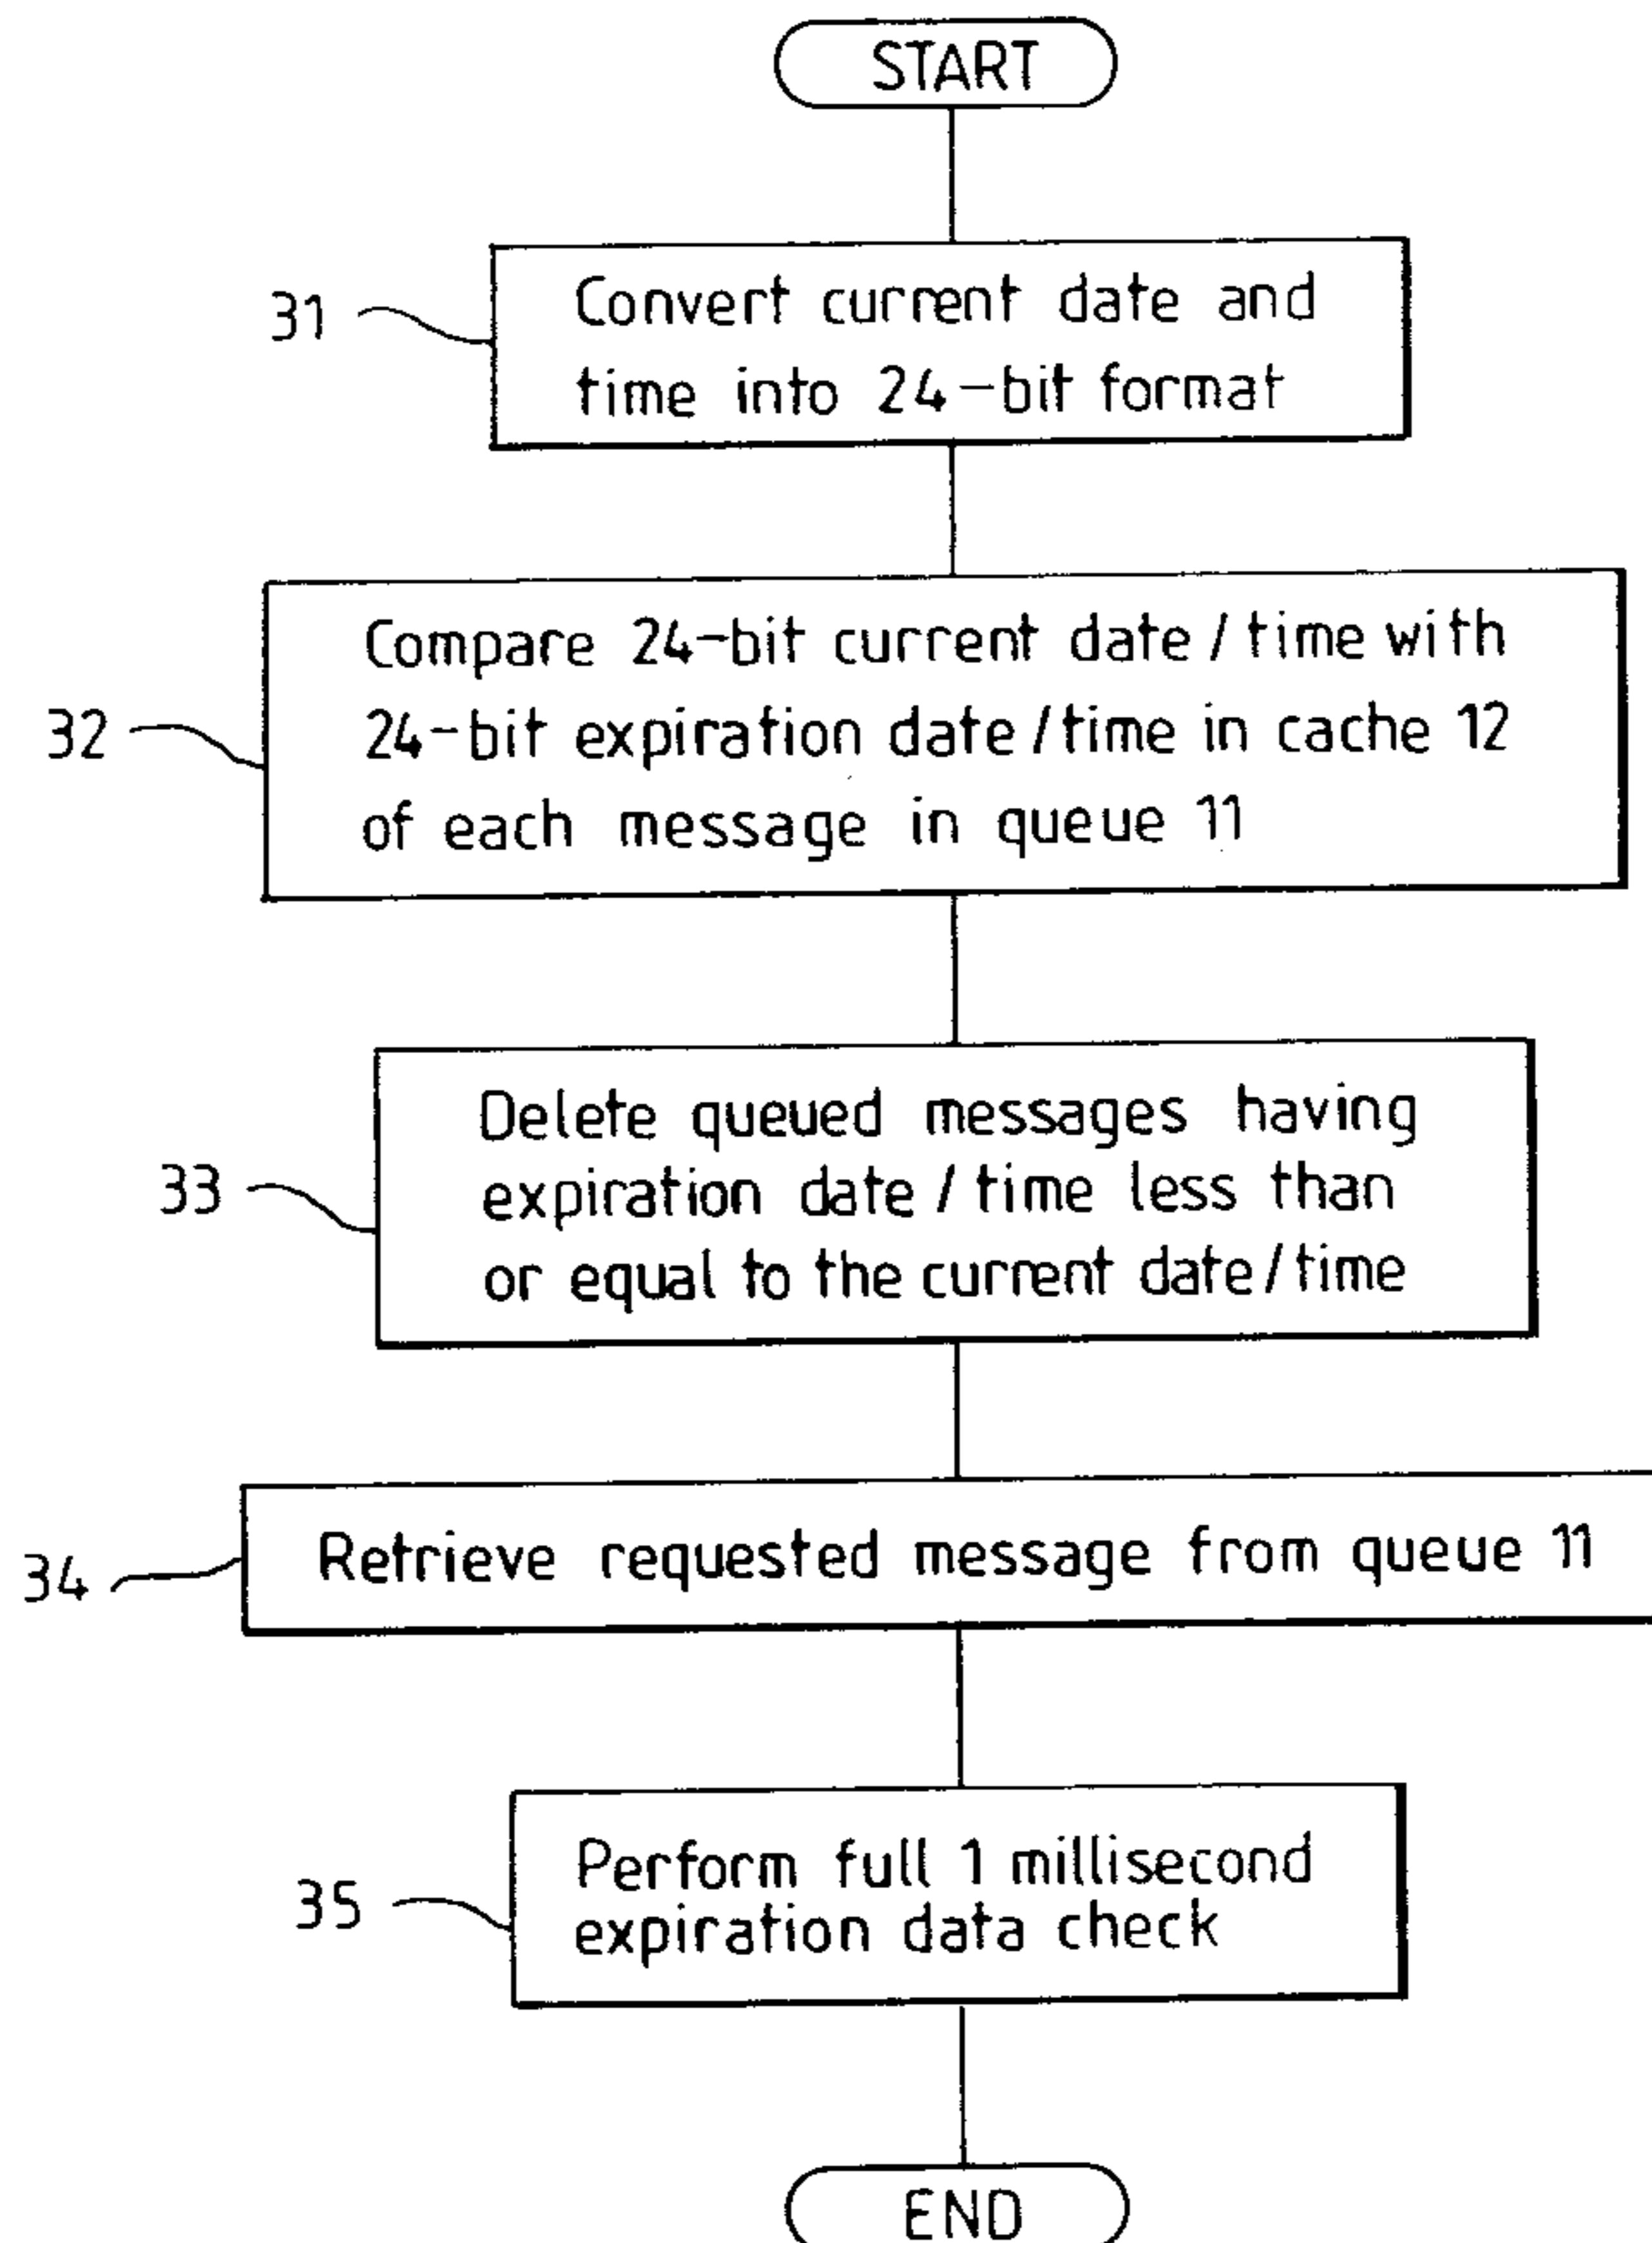 START
31
Convert current date and
time into 24-bit format
32
Compare 24-bit current date/time with
24-bit expiration date/time in cache 12
of each message in queue 11
33
Delete queued messages having
expiration date/time less than
or equal to the current date/time
34
Retrieve requested message from queue 11
35
Perform full 1 millisecond
expiration data check
END